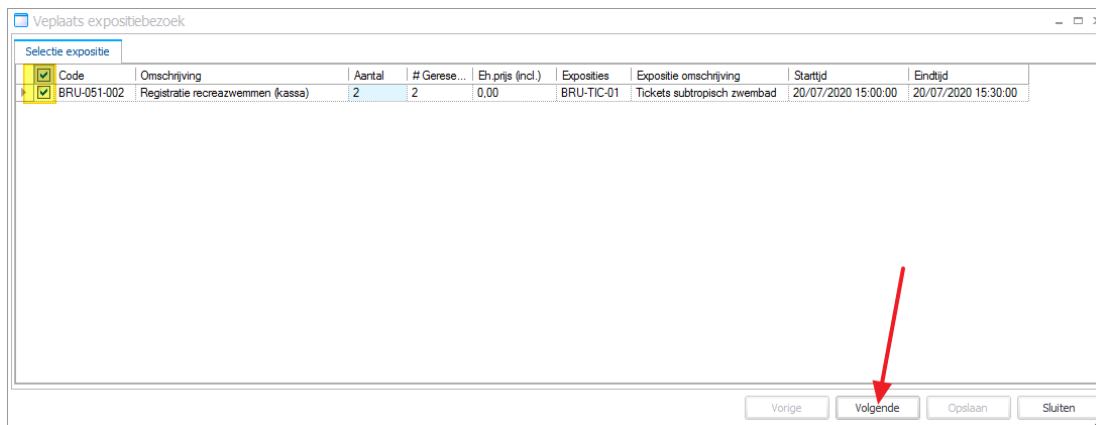 Veplaats expositiebezoek
Selectie expositie
Code Omschrijving Aantal # Gerese... Eh.prijs (incl.) Exposities Expositie omschrijving Starttijd Eindtijd
BRU-051-002 Registratie recreazwemmen (kassa) 2 2 0,00 BRU-TIC-01 Tickets subtropisch zwembad 20/07/2020 15:00:00 20/07/2020 15:30:00
Vorige Volgende Opslaan Sluiten